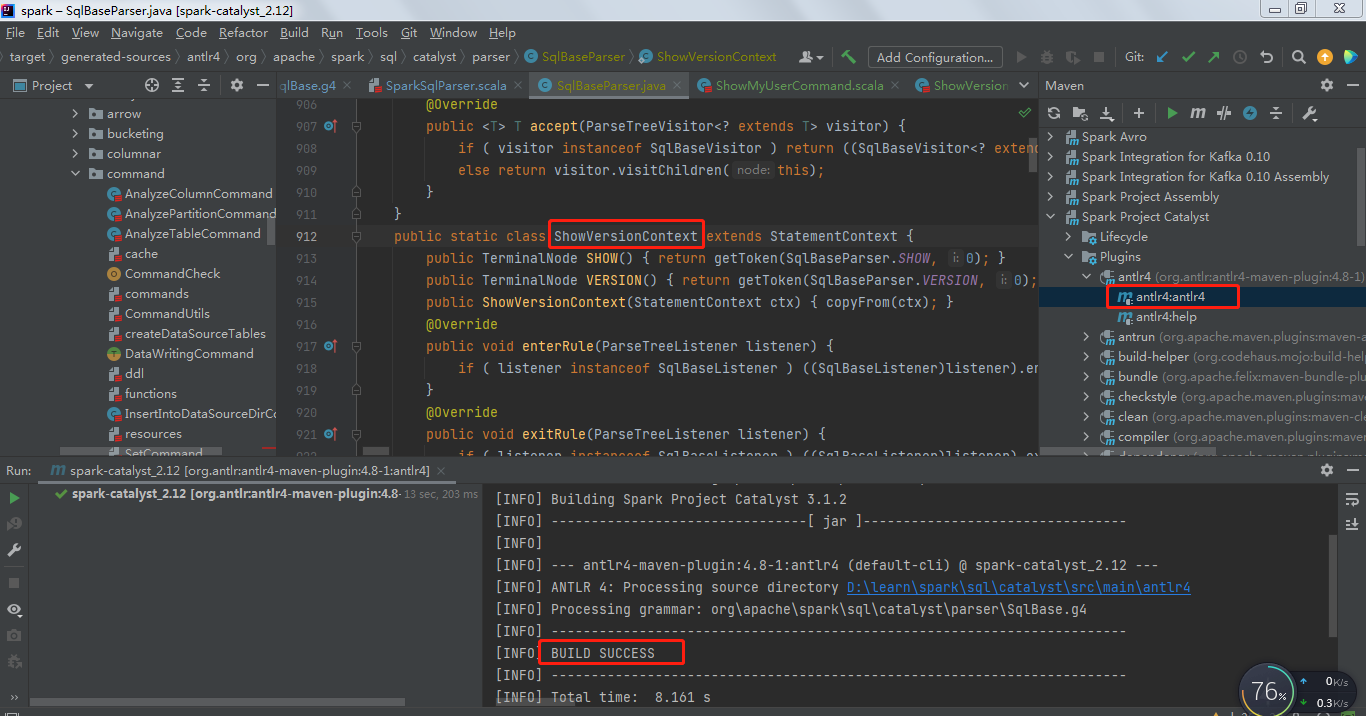 spark – SqlBaseParser.java [spark-catalyst_2.12]
File Edit View Navigate Code Refactor Build Run Tools Git Window Help
target generated-sources antlr4 org apache spark sql catalyst parser SqlBaseParser ShowVersionContext Add Configuration... Git:
Project
qlBase.g4 SparkSqlParser.scala SqlBaseParser.java ShowMyUserCommand.scala ShowVersion
Maven
arrow
bucketing
columnar
command
AnalyzeColumnCommand
AnalyzePartitionCommand
AnalyzeTableCommand
cache
CommandCheck
commands
CommandUtils
createDataSourceTables
DataWritingCommand
ddl
functions
InsertIntoDataSourceDirCo
resources
SetCommand
906 @Override
907 public <T> T accept(ParseTreeVisitor<? extends T> visitor) {
908 if ( visitor instanceof SqlBaseVisitor ) return ((SqlBaseVisitor<? extend
909 else return visitor.visitChildren( node: this);
910 }
911 }
912 public static class ShowVersionContext extends StatementContext {
913 public TerminalNode SHOW() { return getToken(SqlBaseParser.SHOW, i: 0); }
914 public TerminalNode VERSION() { return getToken(SqlBaseParser.VERSION, i: 0);
915 public ShowVersionContext(StatementContext ctx) { copyFrom(ctx); }
916 @Override
917 public void enterRule(ParseTreeListener listener) {
918 if ( listener instanceof SqlBaseListener ) ((SqlBaseListener)listener).en
919 }
920 @Override
921 public void exitRule(ParseTreeListener listener) {
922 if ( listener instanceof SqlBaseListener ) ((SqlBaseListener)listener).ex
Spark Avro
Spark Integration for Kafka 0.10
Spark Integration for Kafka 0.10 Assembly
Spark Project Assembly
Spark Project Catalyst
Lifecycle
Plugins
antlr4 (org.antlr:antlr4-maven-plugin:4.8-1)
antlr4:antlr4
antlr4:help
antrun (org.apache.maven.plugins:maven-a
build-helper (org.codehaus.mojo:build-help
bundle (org.apache.felix:maven-bundle-plu
checkstyle (org.apache.maven.plugins:mave
clean (org.apache.maven.plugins:maven-cle
compiler (org.apache.maven.plugins:maven
Run: spark-catalyst_2.12 [org.antlr:antlr4-maven-plugin:4.8-1:antlr4]
spark-catalyst_2.12 [org.antlr:antlr4-maven-plugin:4.8- 13 sec, 203 ms
[INFO] Building Spark Project Catalyst 3.1.2
[INFO] --------------------------------[ jar ]---------------------------------
[INFO]
[INFO] --- antlr4-maven-plugin:4.8-1:antlr4 (default-cli) @ spark-catalyst_2.12 ---
[INFO] ANTLR 4: Processing source directory D:\learn\spark\sql\catalyst\src\main\antlr4
[INFO] Processing grammar: org\apache\spark\sql\catalyst\parser\SqlBase.g4
[INFO] ------------------------------------------------------------------------
[INFO] BUILD SUCCESS
[INFO] ------------------------------------------------------------------------
[INFO] Total time:  8.161 s
76%
0K/s
0.3K/s